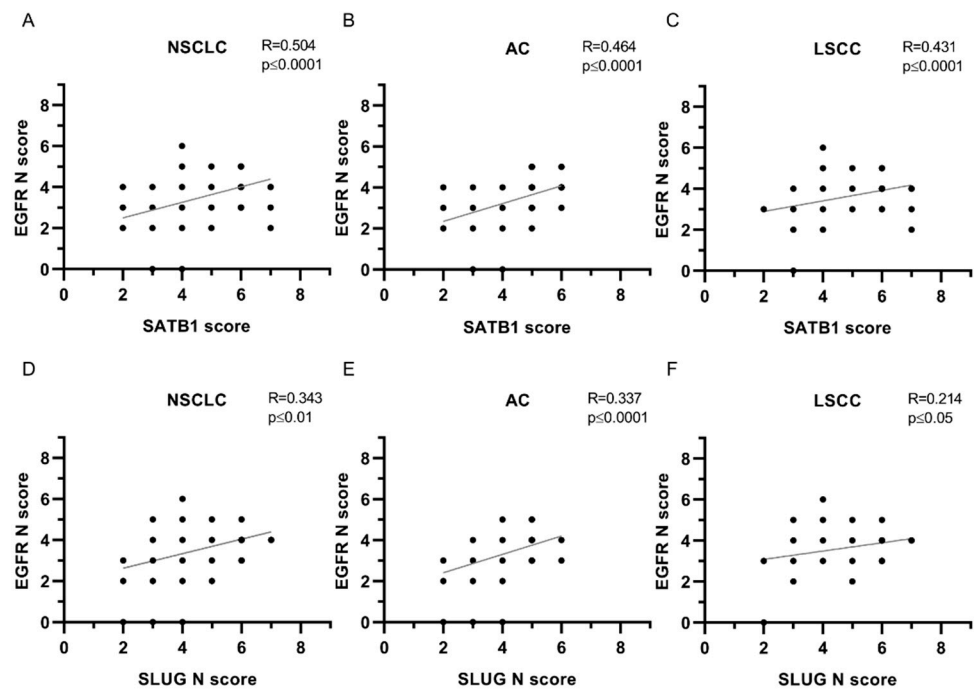 A
NSCLC
R=0.504
p≤0.0001
EGFR N score
8
6
4
2
0
0 2 4 6 8
SATB1 score
B
AC
R=0.464
p≤0.0001
EGFR N score
8
6
4
2
0
0 2 4 6 8
SATB1 score
C
LSCC
R=0.431
p≤0.0001
EGFR N score
8
6
4
2
0
0 2 4 6 8
SATB1 score
D
NSCLC
R=0.343
p≤0.01
EGFR N score
8
6
4
2
0
0 2 4 6 8
SLUG N score
E
AC
R=0.337
p≤0.0001
EGFR N score
8
6
4
2
0
0 2 4 6 8
SLUG N score
F
LSCC
R=0.214
p≤0.05
EGFR N score
8
6
4
2
0
0 2 4 6 8
SLUG N score